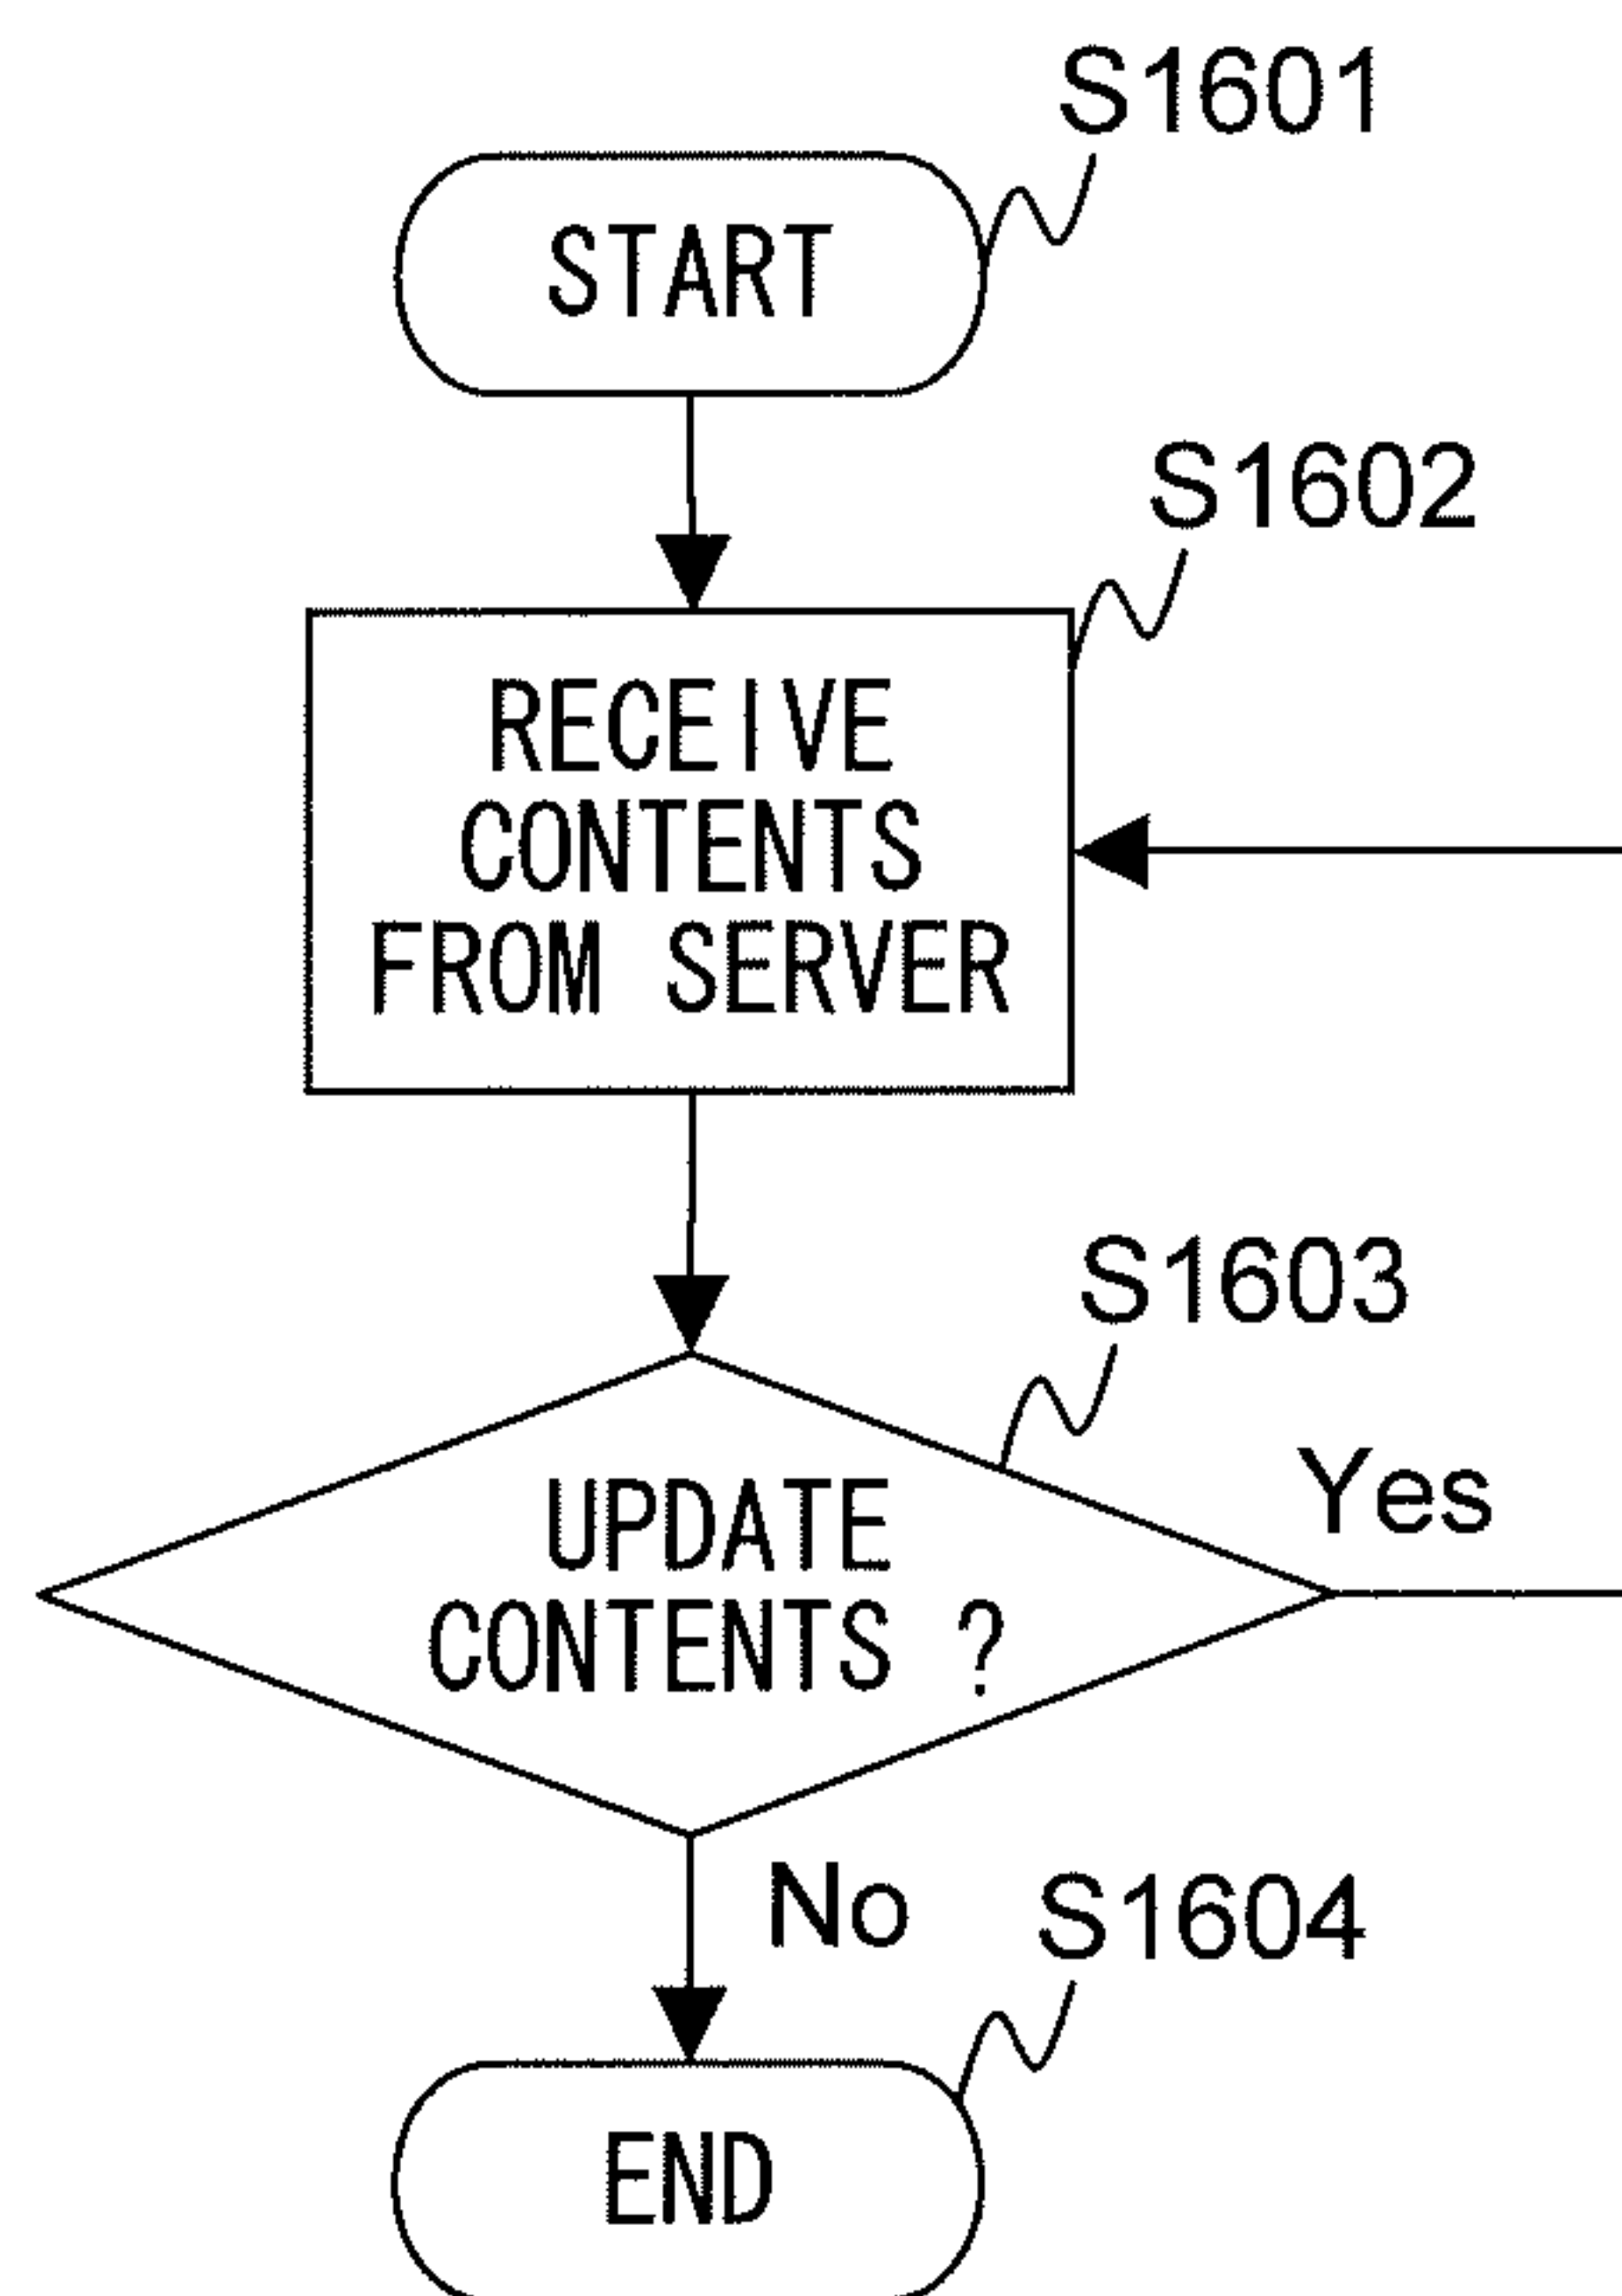 S1601
START
S1602
RECEIVE
CONTENTS
FROM SERVER
S1603
UPDATE
CONTENTS ?
Yes
No
S1604
END